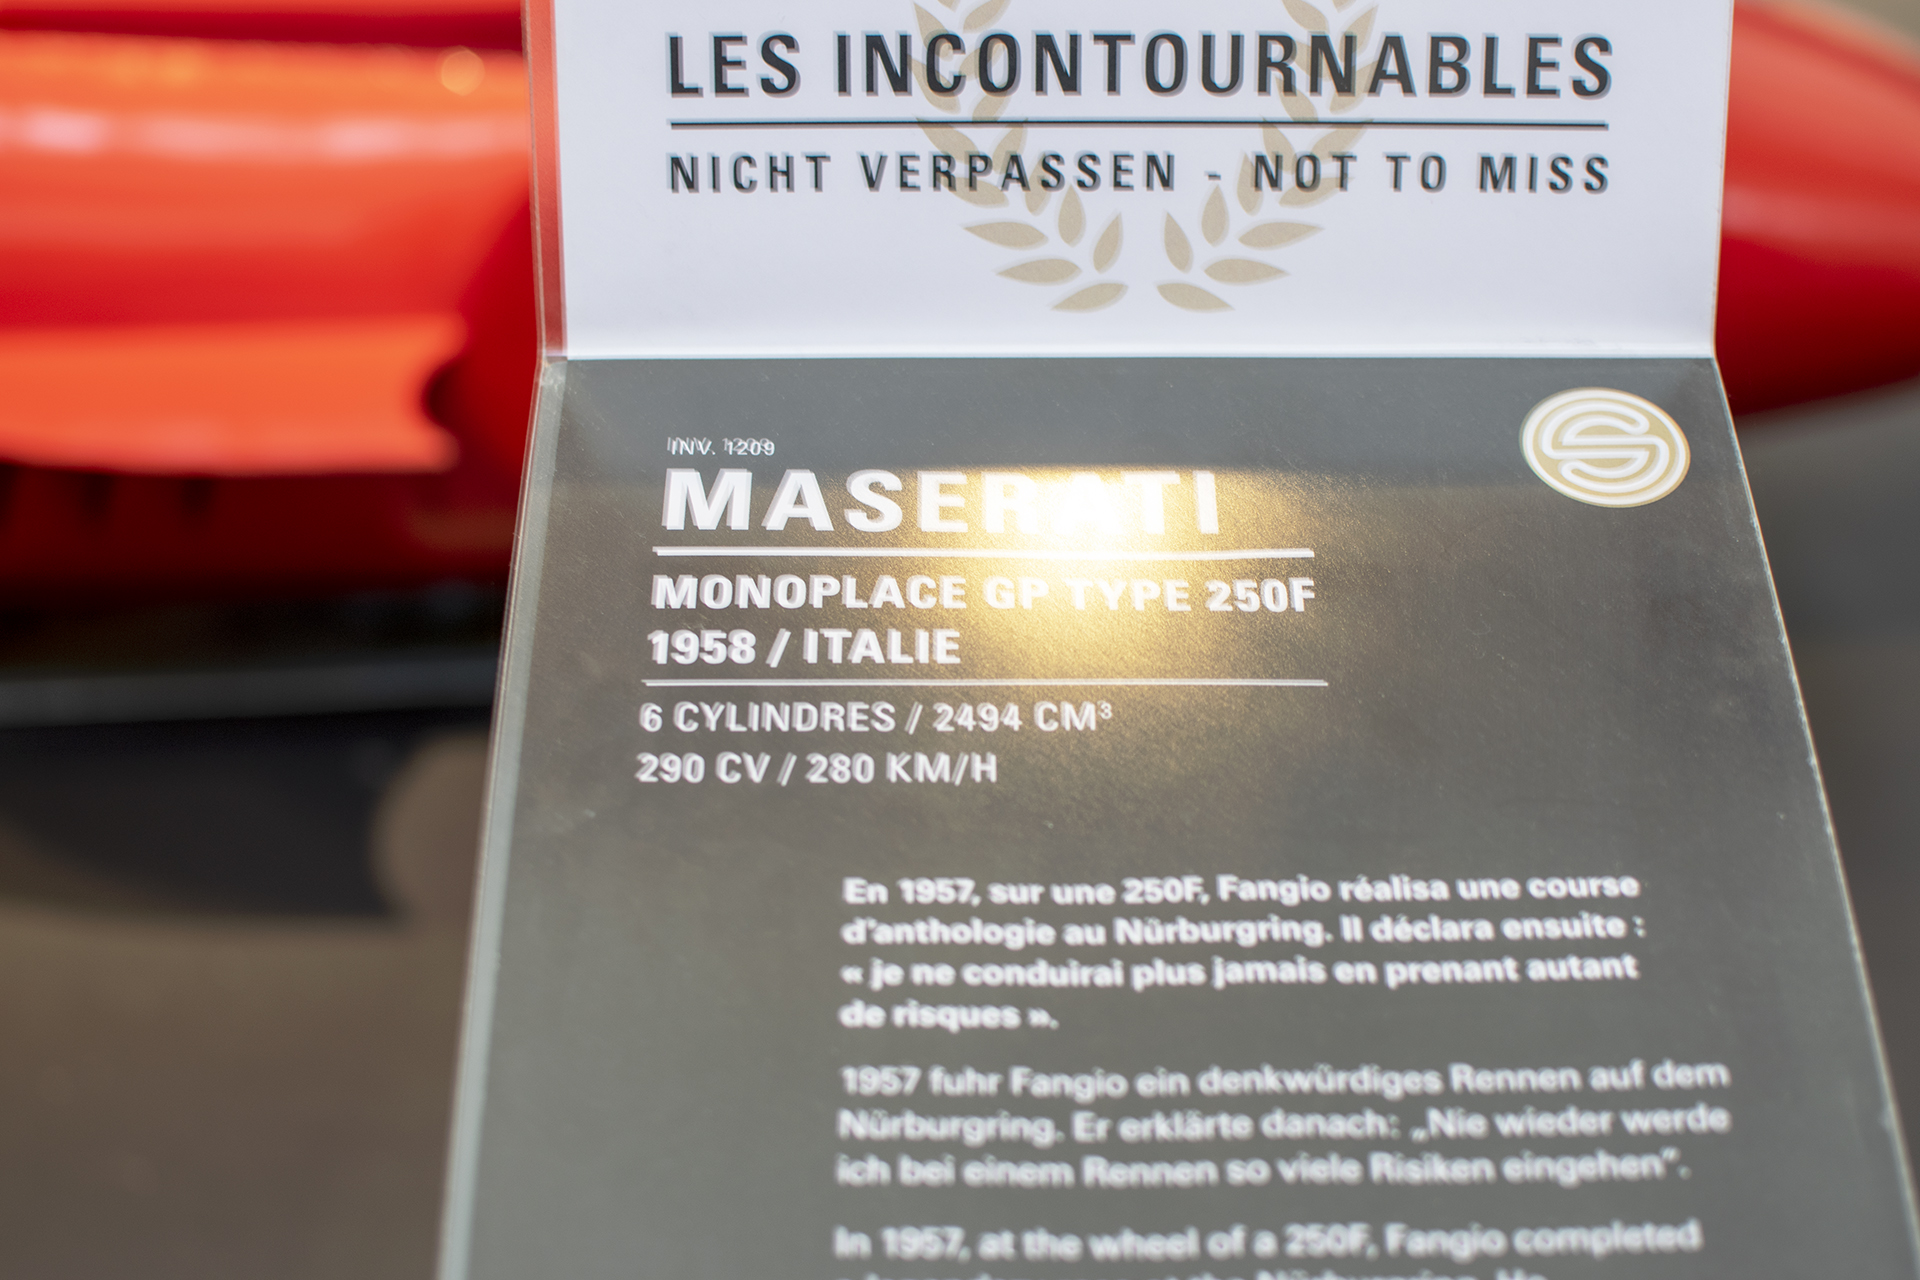 LES INCONTOURNABLES
NICHT VERPASSEN - NOT TO MISS
INV. 1209
MASERATI
MONOPLACE GP TYPE 250F
1958 / ITALIE
6 CYLINDRES / 2494 CM³
290 CV / 280 KM/H
En 1957, sur une 250F, Fangio réalisa une course
d'anthologie au Nürburgring. Il déclara ensuite :
« je ne conduirai plus jamais en prenant autant
de risques ».
1957 fuhr Fangio ein denkwürdiges Rennen auf dem
Nürburgring. Er erklärte danach: „Nie wieder werde
ich bei einem Rennen so viele Risiken eingehen".
In 1957, at the wheel of a 250F, Fangio completed